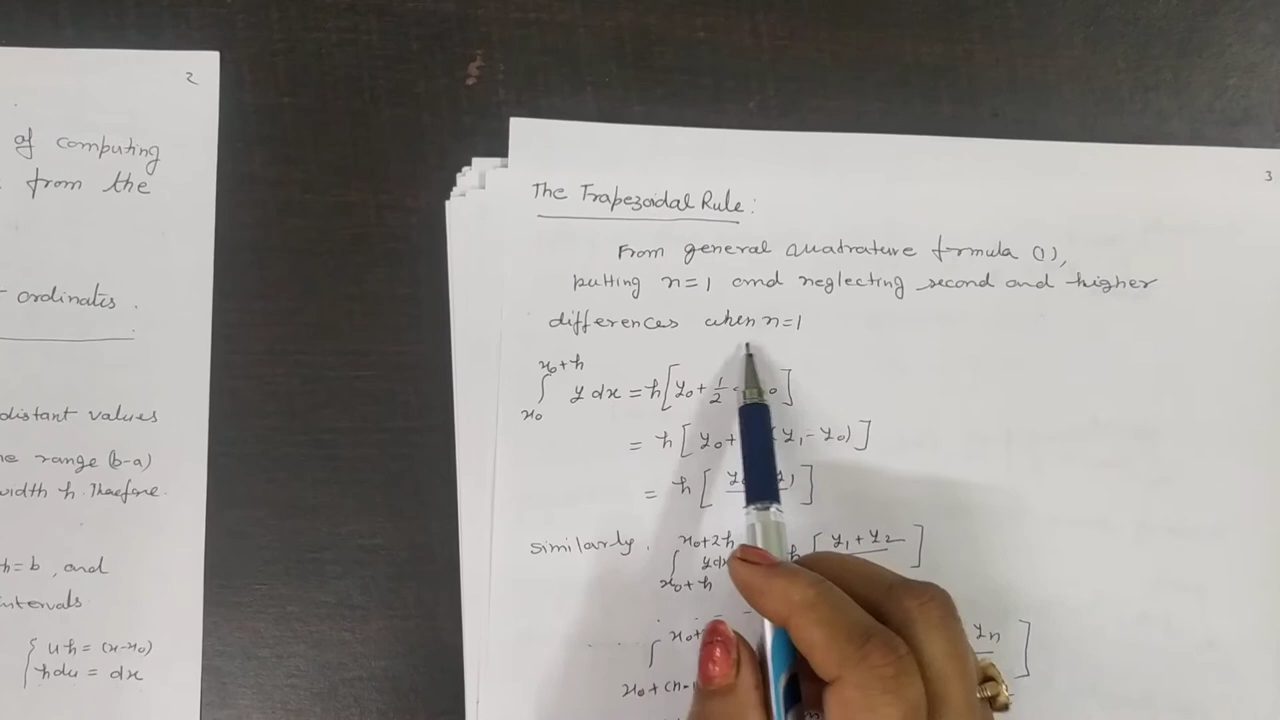 2
of computing
from the
ordinates.
distant values
range (b-a)
width h. Therefore
h = b, and
intervals
uh = (x-x₀)
hdu = dx
3
The Trapezoidal Rule:
From general quadrature formula (1),
putting n=1 and neglecting second and higher
differences when n=1
∫ x₀ x₀+h y dx = h[y₀ + 1/2
= h [ y₀ + (y₁ - y₀) ]
= h [ y₁ ]
similarly. ∫ x₀+h x₀+2h ydx h [ y₁ + y₂ ]
∫ yₙ ]